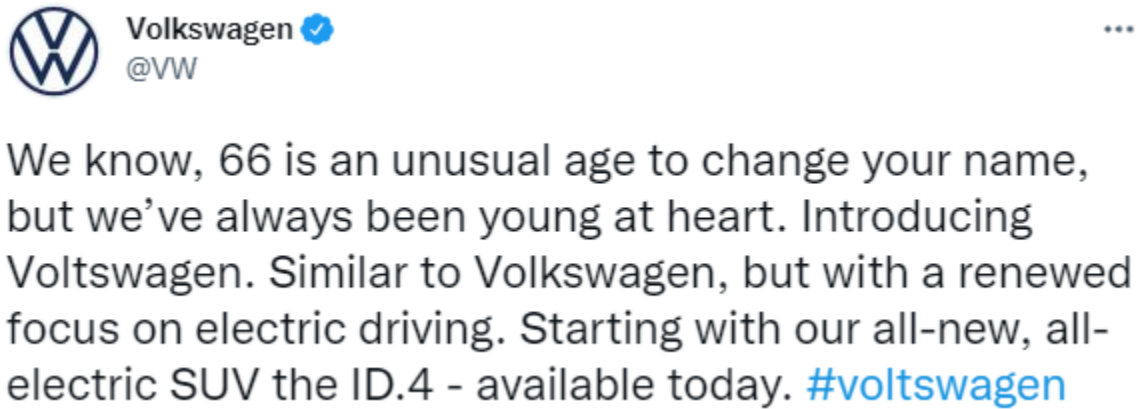 Volkswagen
@VW
We know, 66 is an unusual age to change your name,
but we’ve always been young at heart. Introducing
Voltswagen. Similar to Volkswagen, but with a renewed
focus on electric driving. Starting with our all-new, all-
electric SUV the ID.4 - available today. #voltswagen